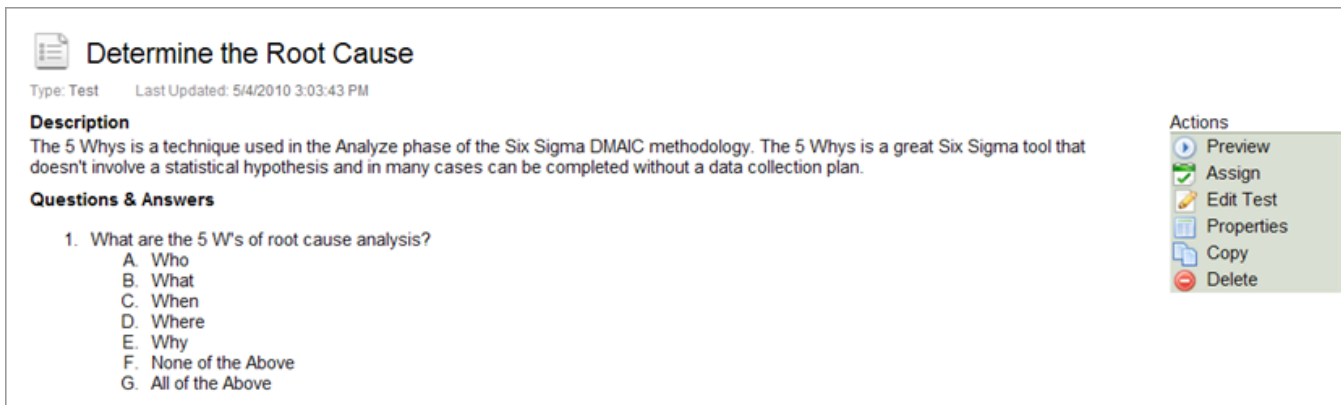 Determine the Root Cause
Type: Test Last Updated: 5/4/2010 3:03:43 PM
Description
The 5 Whys is a technique used in the Analyze phase of the Six Sigma DMAIC methodology. The 5 Whys is a great Six Sigma tool that
doesn't involve a statistical hypothesis and in many cases can be completed without a data collection plan.
Questions & Answers
1. What are the 5 W's of root cause analysis?
A. Who
B. What
C. When
D. Where
E. Why
F. None of the Above
G. All of the Above
Actions
Preview
Assign
Edit Test
Properties
Copy
Delete